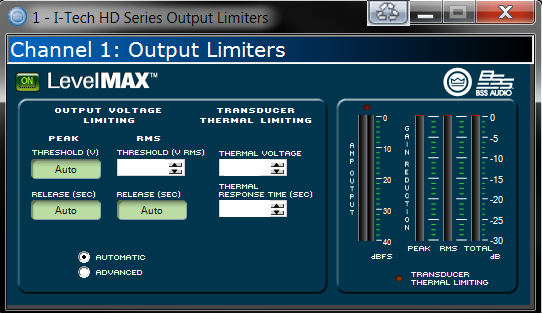 1 - I-Tech HD Series Output Limiters
Channel 1: Output Limiters
ON
LevelMAX™
BSS
BSS AUDIO
OUTPUT VOLTAGE
LIMITING
TRANSDUCER
THERMAL LIMITING
PEAK
RMS
THRESHOLD (V)
THRESHOLD (V RMS)
THERMAL VOLTAGE
Auto
RELEASE (SEC)
RELEASE (SEC)
THERMAL
RESPONSE TIME (SEC)
Auto
Auto
AUTOMATIC
ADVANCED
AMP OUTPUT
0
10
20
30
40
dBFS
GAIN REDUCTION
0
-5
-10
-15
-20
-25
-30
PEAK RMS TOTAL
dB
TRANSDUCER
THERMAL LIMITING